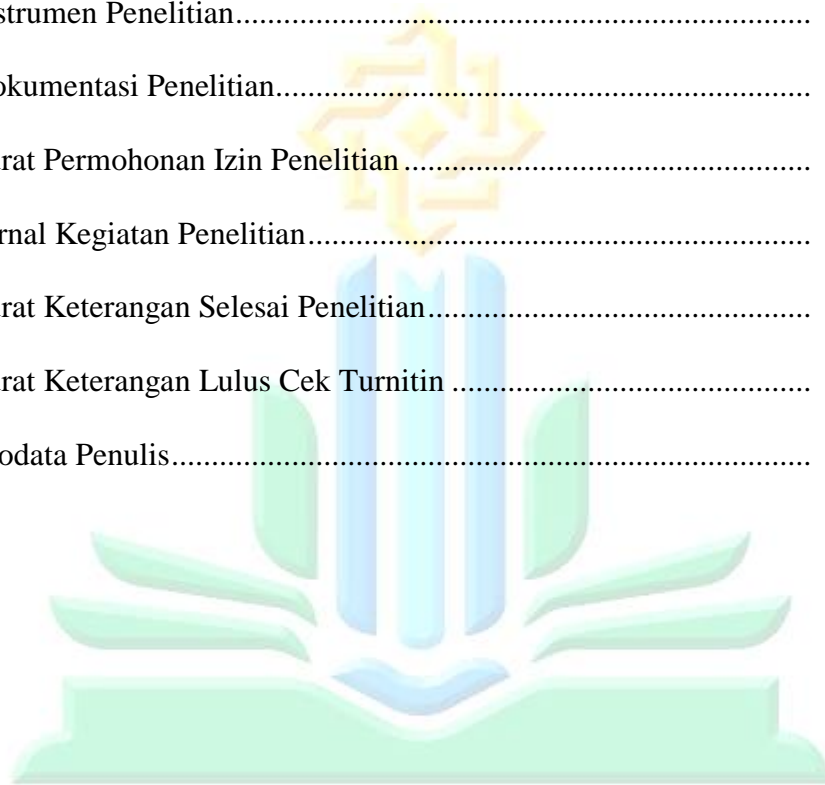 strumen Penelitian......................................................................
okumentasi Penelitian.................................................................
rat Permohonan Izin Penelitian ..................................................
rnal Kegiatan Penelitian..............................................................
rat Keterangan Selesai Penelitian...............................................
rat Keterangan Lulus Cek Turnitin ............................................
odata Penulis...............................................................................